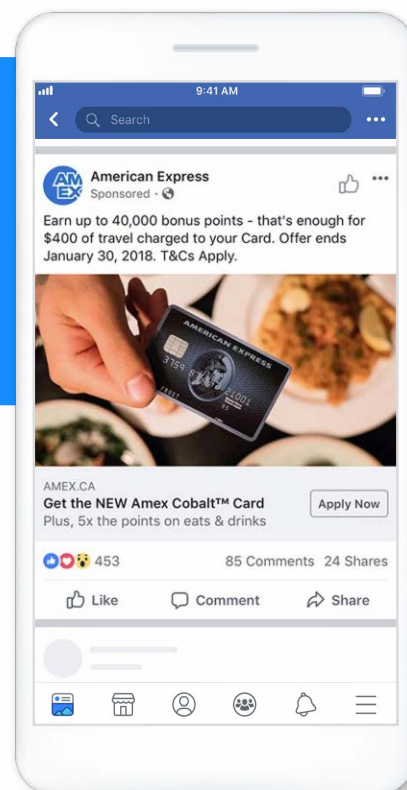 9:41 AM
Search
AM
EX
American Express
Sponsored ·
Earn up to 40,000 bonus points - that's enough for
$400 of travel charged to your Card. Offer ends
January 30, 2018. T&Cs Apply.
AMERICAN EXPRESS
3759
AMEX.CA
Get the NEW Amex Cobalt™ Card
Apply Now
Plus, 5x the points on eats & drinks
453
85 Comments 24 Shares
Like
Comment
Share